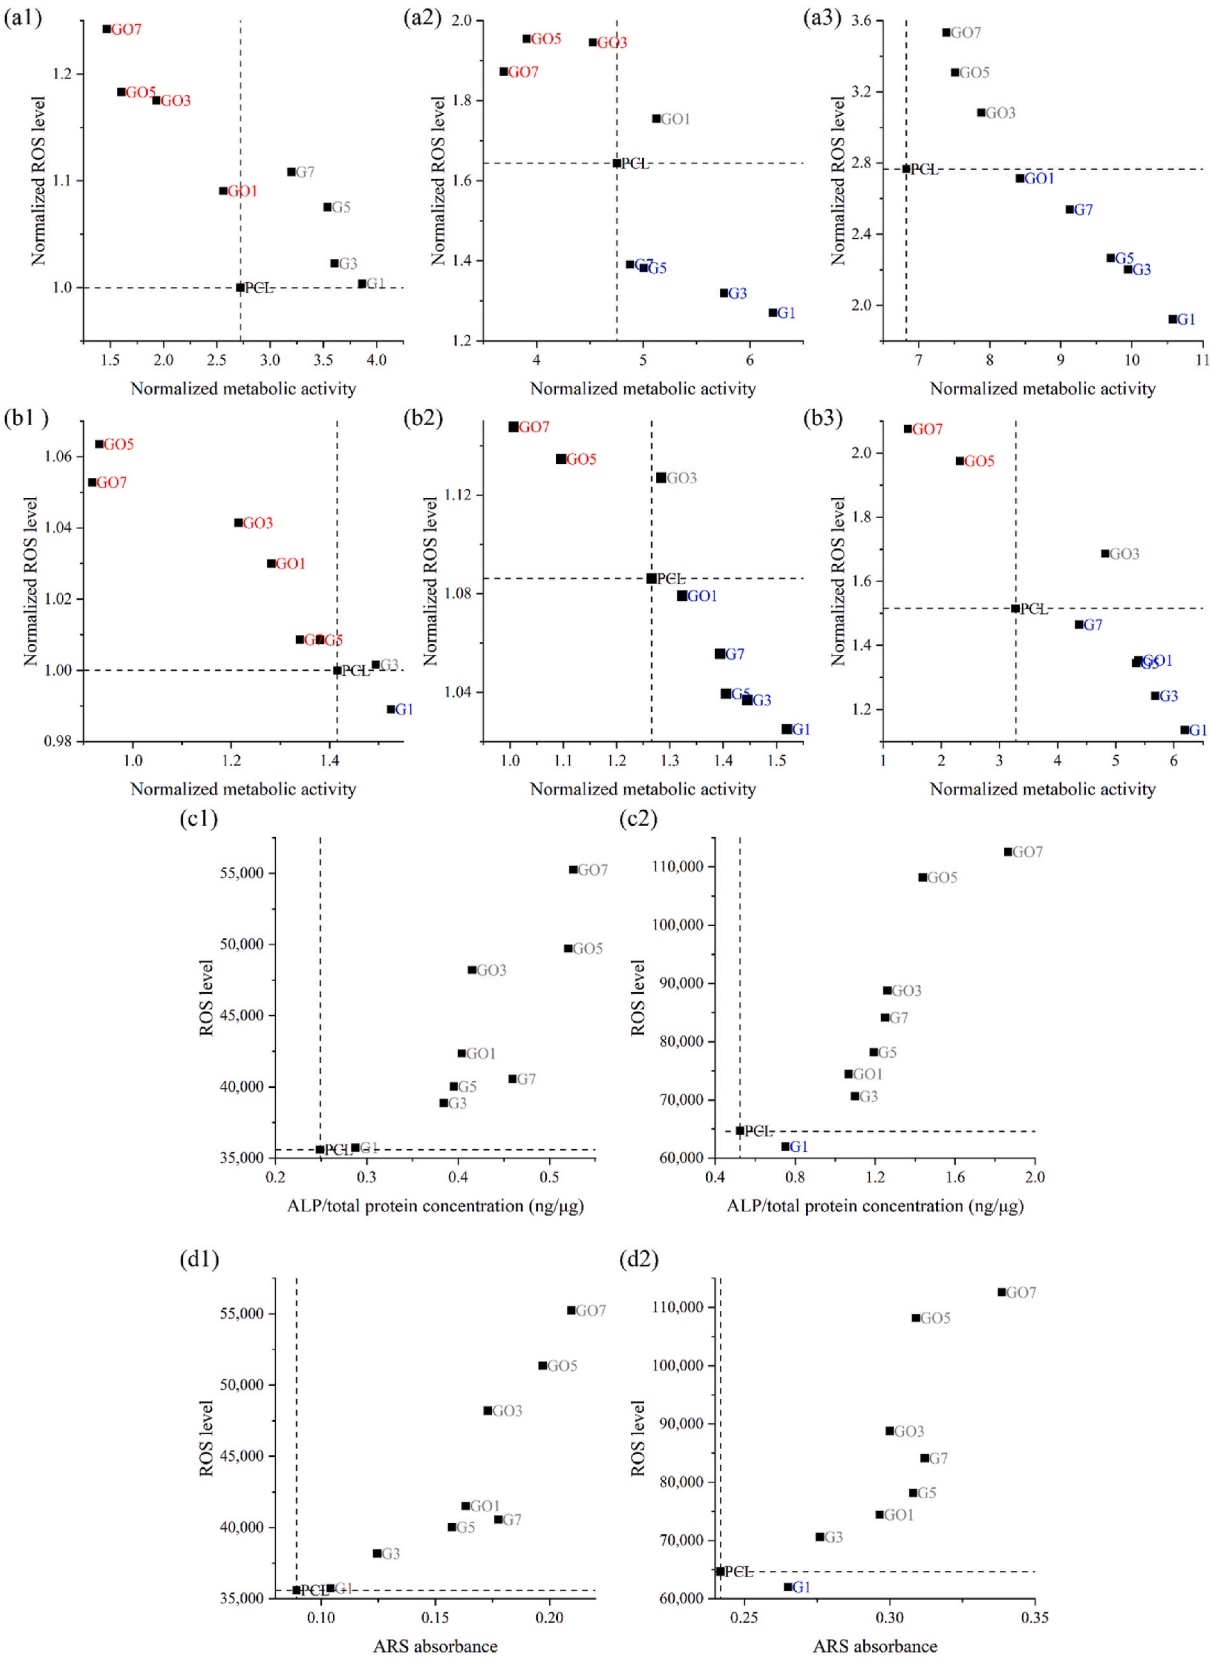 (a1)
GO7
GO5
GO3
G7
GO1
G5
G3
G1
PCL
1.2
1.1
1.0
1.5
2.0
2.5
3.0
3.5
4.0
Normalized ROS level
Normalized metabolic activity
(a2)
2.0
GO5
GO3
GO7
1.8
GO1
PCL
1.6
1.4
G7
G5
G3
G1
1.2
4
5
6
Normalized ROS level
Normalized metabolic activity
(a3)
3.6
GO7
GO5
3.2
GO3
2.8
PCL
GO1
G7
2.4
G5
G3
2.0
G1
7
8
9
10
11
Normalized ROS level
Normalized metabolic activity
(b1)
GO5
1.06
GO7
1.04
GO3
GO1
1.02
G5
G3
1.00
PCL
G1
0.98
1.0
1.2
1.4
Normalized ROS level
Normalized metabolic activity
(b2)
GO7
GO5
GO3
1.12
PCL
1.08
GO1
G7
1.04
G5
G3
G1
1.0
1.1
1.2
1.3
1.4
1.5
Normalized ROS level
Normalized metabolic activity
(b3)
GO7
2.0
GO5
1.8
GO3
1.6
PCL
G7
1.4
GO1
G5
G3
1.2
G1
1
2
3
4
5
6
Normalized ROS level
Normalized metabolic activity
(c1)
55,000
GO7
50,000
GO5
GO3
45,000
GO1
G7
40,000
G5
G3
PCL
G1
35,000
0.2
0.3
0.4
0.5
ROS level
ALP/total protein concentration (ng/μg)
(c2)
GO7
110,000
GO5
100,000
90,000
GO3
G7
80,000
G5
GO1
70,000
G3
PCL
G1
60,000
0.4
0.8
1.2
1.6
2.0
ROS level
ALP/total protein concentration (ng/μg)
(d1)
55,000
GO7
GO5
50,000
GO3
45,000
GO1
G7
40,000
G5
G3
PCL
G1
35,000
0.10
0.15
0.20
ROS level
ARS absorbance
(d2)
GO7
110,000
GO5
100,000
90,000
GO3
G7
80,000
G5
GO1
70,000
G3
PCL
G1
60,000
0.25
0.30
0.35
ROS level
ARS absorbance